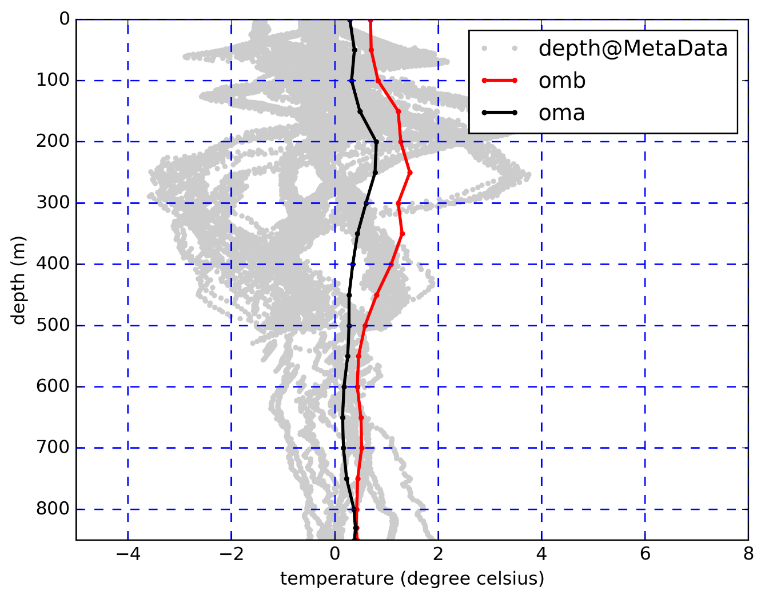 0
100
200
300
400
500
600
700
800
depth (m)
−4 −2 0 2 4 6 8
temperature (degree celsius)
depth@MetaData
omb
oma